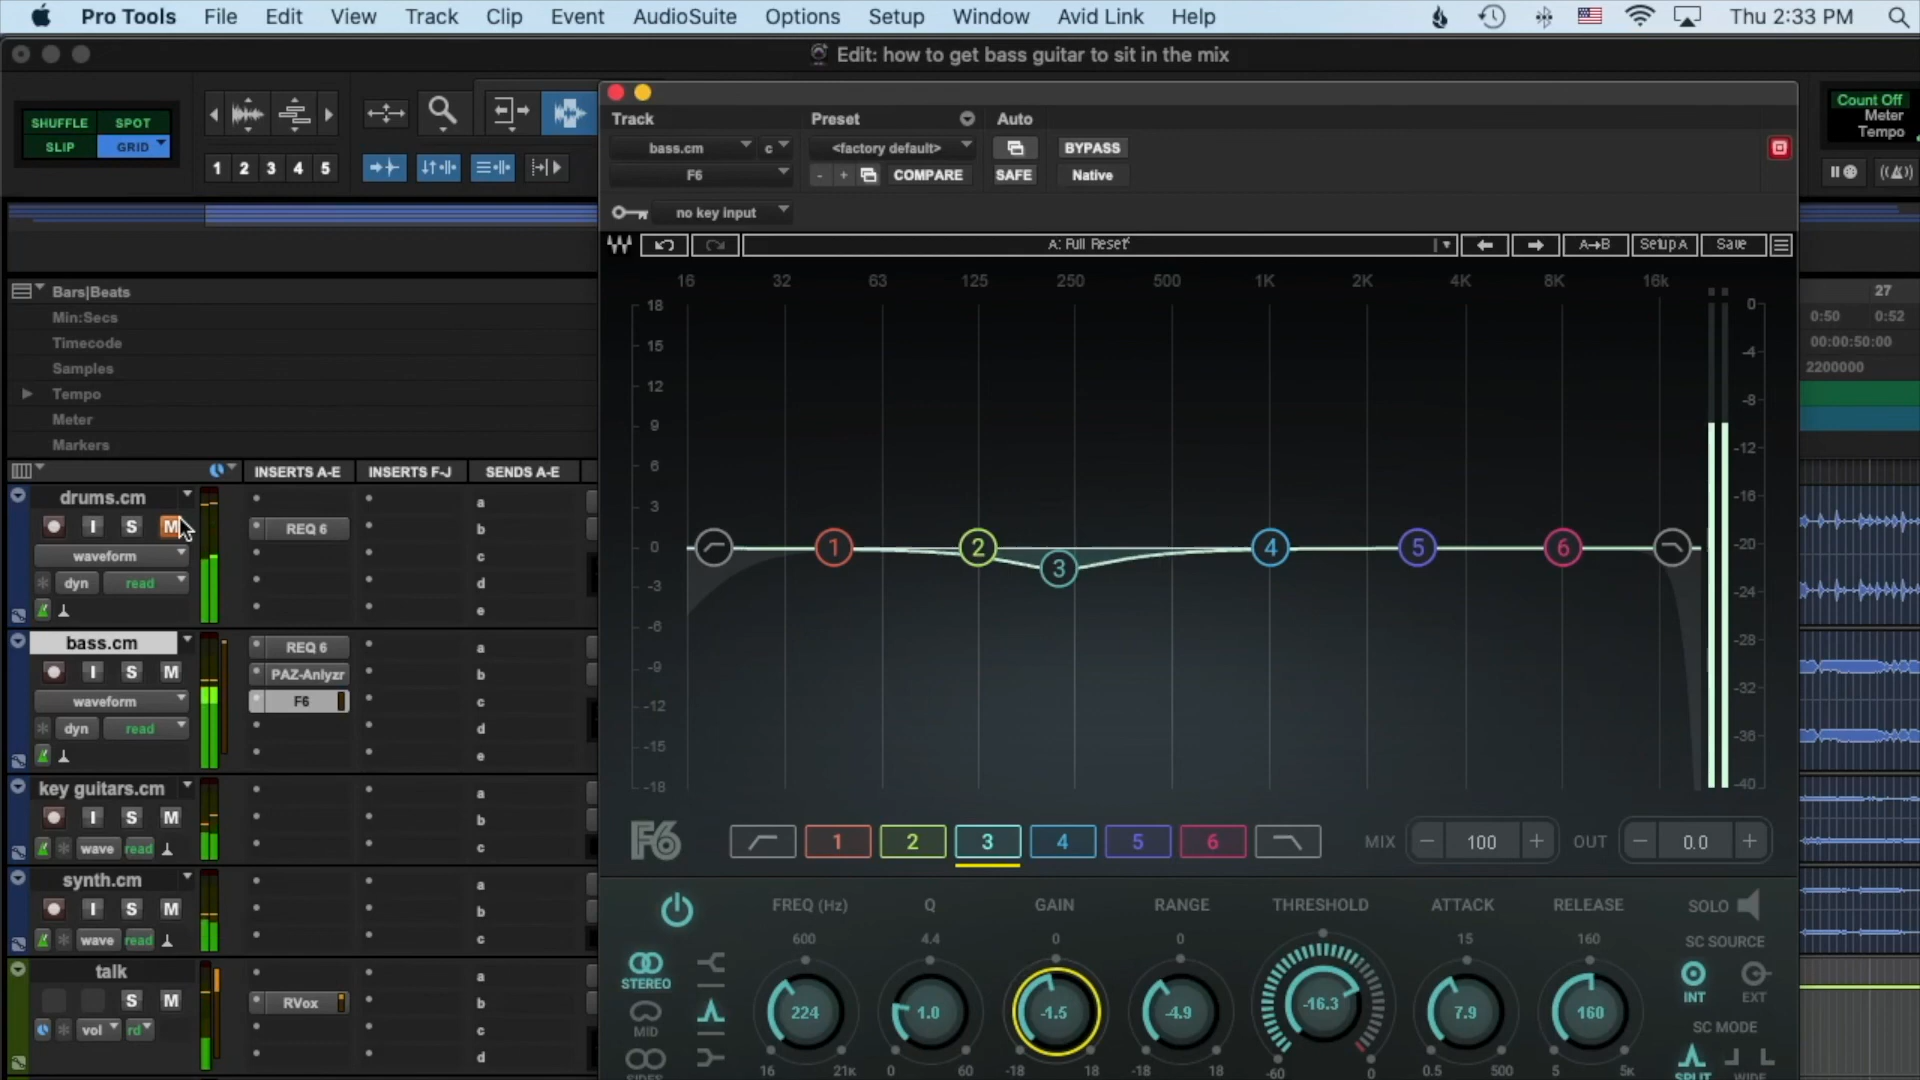 Pro Tools File Edit View Track Clip Event AudioSuite Options Setup Window Avid Link Help Thu 2:33 PM
Edit: how to get bass guitar to sit in the mix
SHUFFLE SPOT
SLIP GRID
1 2 3 4 5
Count Off
Meter
Tempo
Track Preset Auto
bass.cm c <factory default> BYPASS
F6 - + COMPARE SAFE Native
no key input
A: Full Reset* A→B Setup A Save
Bars|Beats
Min:Secs
Timecode
Samples
Tempo
Meter
Markers
27
0:50 0:52
00:00:50:00
2200000
16 32 63 125 250 500 1K 2K 4K 8K 16k
18
15
12
9
6
3
0
-3
-6
-9
-12
-15
-18
0
-4
-8
-12
-16
-20
-24
-28
-32
-36
-40
1 2 3 4 5 6
INSERTS A-E INSERTS F-J SENDS A-E
drums.cm a
I S M REQ 6 b
waveform c
dyn read d
e
bass.cm REQ 6 a
I S M PAZ-Anlyzr b
waveform F6 c
dyn read d
e
key guitars.cm a
I S M b
wave read c
synth.cm a
I S M b
wave read c
talk a
S M RVox b
vol rd c
d
F6 1 2 3 4 5 6 MIX − 100 + OUT − 0.0 +
FREQ (Hz) Q GAIN RANGE THRESHOLD ATTACK RELEASE SOLO
600 4.4 0 0 15 160 SC SOURCE
STEREO
224 1.0 -1.5 -4.9 -16.3 7.9 160 INT EXT
MID SC MODE
16 21K 0 60 -18 18 -18 18 -60 0 0.5 500 5 5K
SIDES SPLIT WIDE